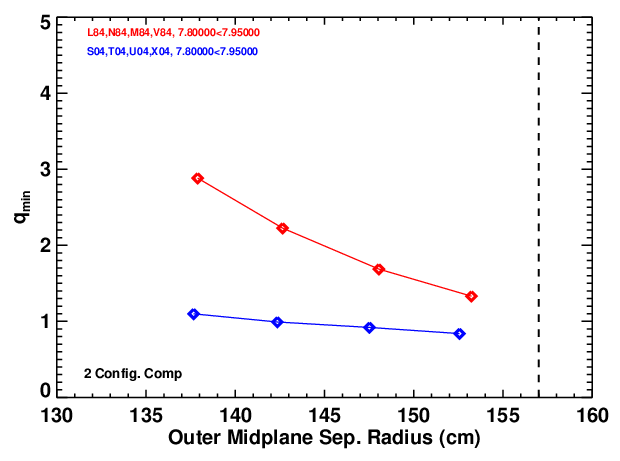 5
L84,N84,M84,V84, 7.80000<7.95000
S04,T04,U04,X04, 7.80000<7.95000
4
3
qmin
2
1
2 Config. Comp
0
130 135 140 145 150 155 160
Outer Midplane Sep. Radius (cm)